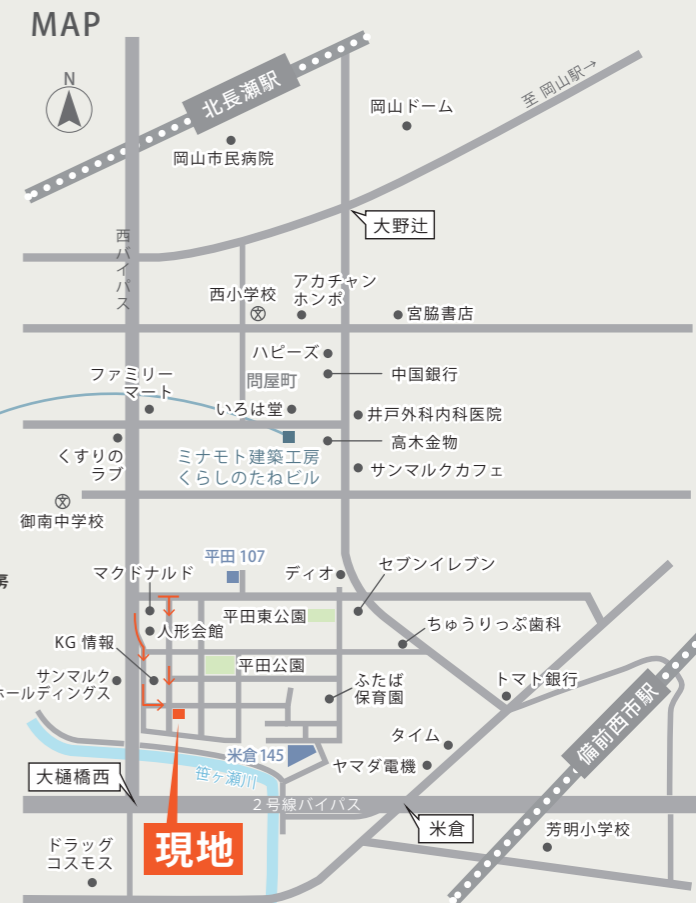 MAP
N
北長瀬駅
至 岡山駅→
岡山ドーム
岡山市民病院
大野辻
西バイパス
西小学校
アカチャン
ホンポ
宮脇書店
ハピーズ
中国銀行
ファミリー
マート
問屋町
いろは堂
井戸外科内科医院
高木金物
くすりの
ラブ
ミナモト建築工房
くらしのたねビル
サンマルクカフェ
御南中学校
平田 107
マクドナルド
ディオ
セブンイレブン
房
平田東公園
ちゅうりっぷ歯科
人形会館
KG 情報
平田公園
サンマルク
ホールディングス
ふたば
保育園
トマト銀行
備前西市駅
タイム
米倉 145
ヤマダ電機
笹ヶ瀬川
大樋橋西
2号線バイパス
米倉
現地
芳明小学校
ドラッグ
コスモス